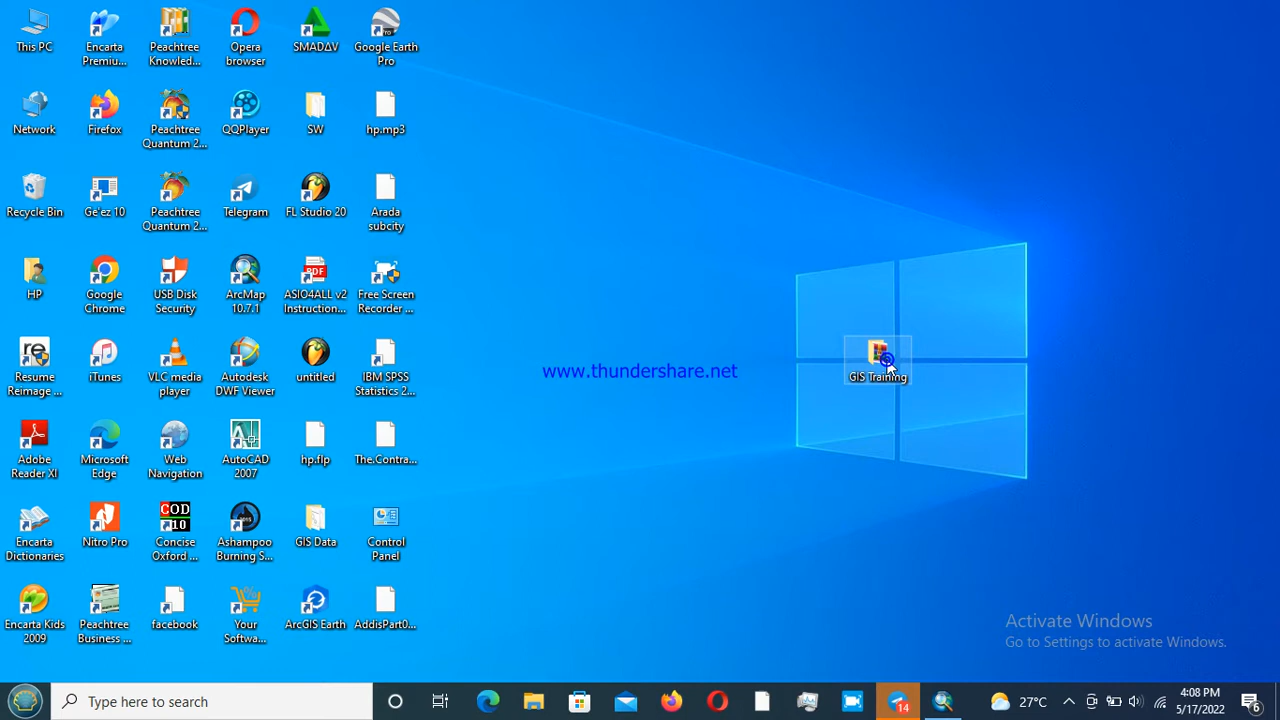 This PC
Encarta
Premiu...
Peachtree
Knowled...
Opera
browser
SMADΔV
Google Earth
Pro
Network
Firefox
Peachtree
Quantum 2...
QQPlayer
SW
hp.mp3
Recycle Bin
Ge'ez 10
Peachtree
Quantum 2...
Telegram
FL Studio 20
Arada
subcity
HP
Google
Chrome
USB Disk
Security
ArcMap
10.7.1
ASIO4ALL v2
Instruction...
Free Screen
Recorder ...
Resume
Reimage ...
iTunes
VLC media
player
Autodesk
DWF Viewer
untitled
IBM SPSS
Statistics 2...
www.thundershare.net
GIS Training
Adobe
Reader XI
Microsoft
Edge
Web
Navigation
AutoCAD
2007
hp.flp
The.Contra...
Encarta
Dictionaries
Nitro Pro
COD
10
Concise
Oxford ...
Ashampoo
Burning S...
GIS Data
Control
Panel
Encarta Kids
2009
Peachtree
Business ...
facebook
Your
Softwa...
ArcGIS Earth
AddisPart0...
Activate Windows
Go to Settings to activate Windows.
Type here to search
14
27°C
4:08 PM
5/17/2022
6